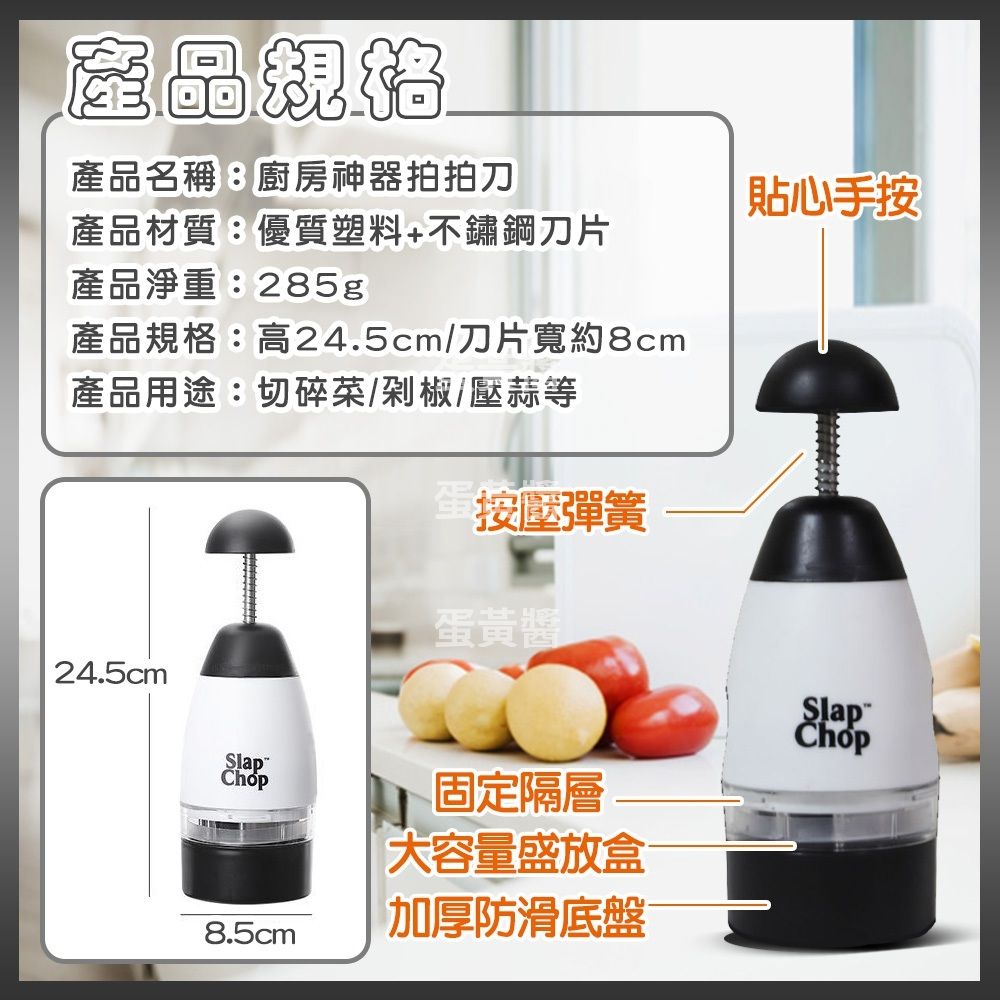 產品規格
產品名稱：廚房神器拍拍刀
產品材質：優質塑料+不鏽鋼刀片
產品淨重：285g
產品規格：高24.5cm/刀片寬約8cm
產品用途：切碎菜/剁椒/壓蒜等
貼心手按
按壓彈簧
蛋黃醬
蛋黃醬
蛋黃醬
24.5cm
Slap™
Chop
8.5cm
Slap™
Chop
固定隔層
大容量盛放盒
加厚防滑底盤